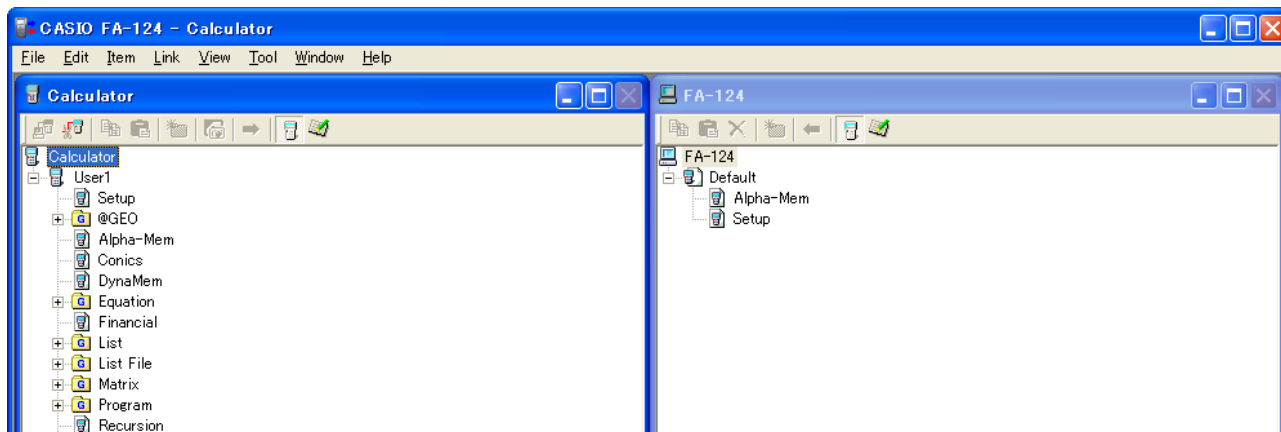 CASIO FA-124 - Calculator
File Edit Item Link View Tool Window Help
Calculator
Calculator
User1
Setup
@GEO
Alpha-Mem
Conics
DynaMem
Equation
Financial
List
List File
Matrix
Program
Recursion
FA-124
FA-124
Default
Alpha-Mem
Setup